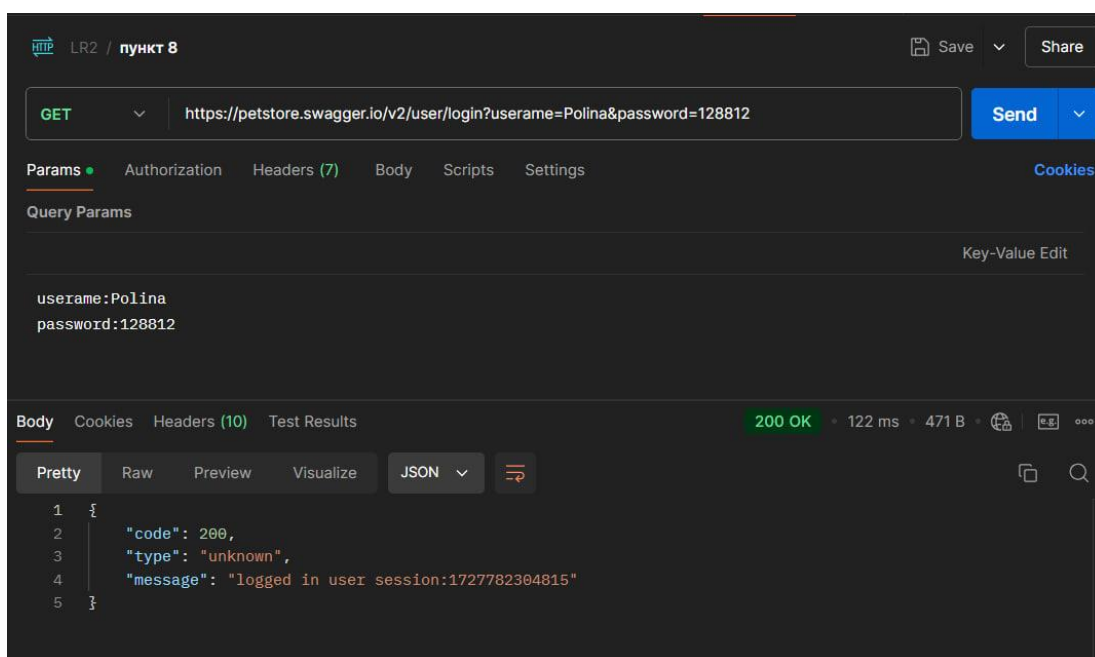 HTTP LR2 / пункт 8 Save Share
GET https://petstore.swagger.io/v2/user/login?userame=Polina&password=128812 Send
Params Authorization Headers (7) Body Scripts Settings Cookies
Query Params
Key-Value Edit
userame:Polina
password:128812
Body Cookies Headers (10) Test Results 200 OK 122 ms 471 B e.g.
Pretty Raw Preview Visualize JSON
1 {
2 "code": 200,
3 "type": "unknown",
4 "message": "logged in user session:1727782304815"
5 }